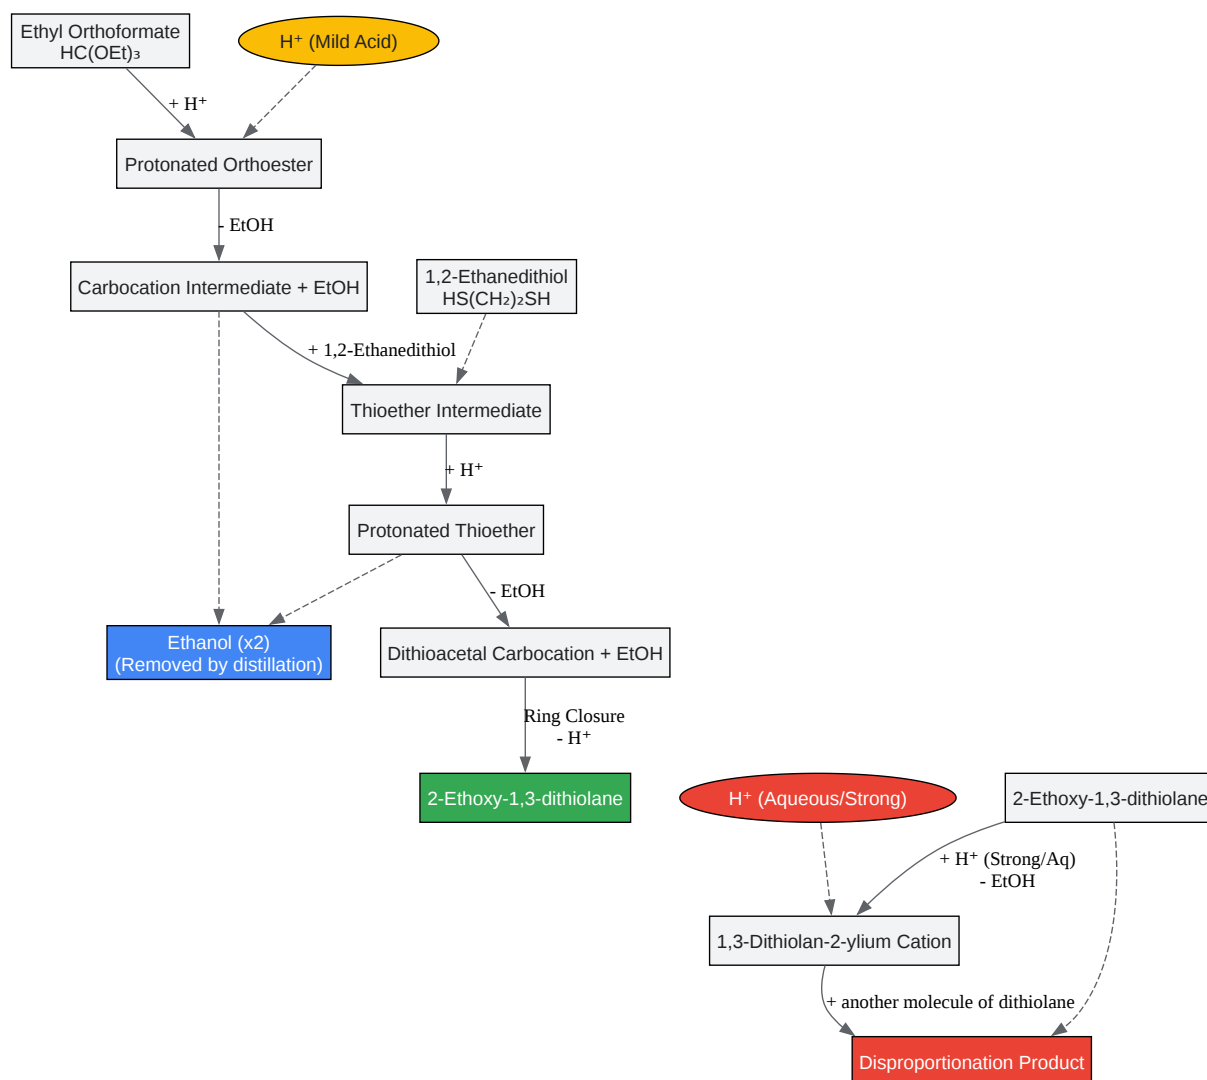 Ethyl Orthoformate
HC(OEt)₃
H⁺ (Mild Acid)
+ H⁺
Protonated Orthoester
- EtOH
Carbocation Intermediate + EtOH
1,2-Ethanedithiol
HS(CH₂)₂SH
+ 1,2-Ethanedithiol
Thioether Intermediate
+ H⁺
Protonated Thioether
- EtOH
Ethanol (x2)
(Removed by distillation)
Dithioacetal Carbocation + EtOH
Ring Closure
- H⁺
2-Ethoxy-1,3-dithiolane
H⁺ (Aqueous/Strong)
2-Ethoxy-1,3-dithiolane
+ H⁺ (Strong/Aq)
- EtOH
1,3-Dithiolan-2-ylium Cation
+ another molecule of dithiolane
Disproportionation Product